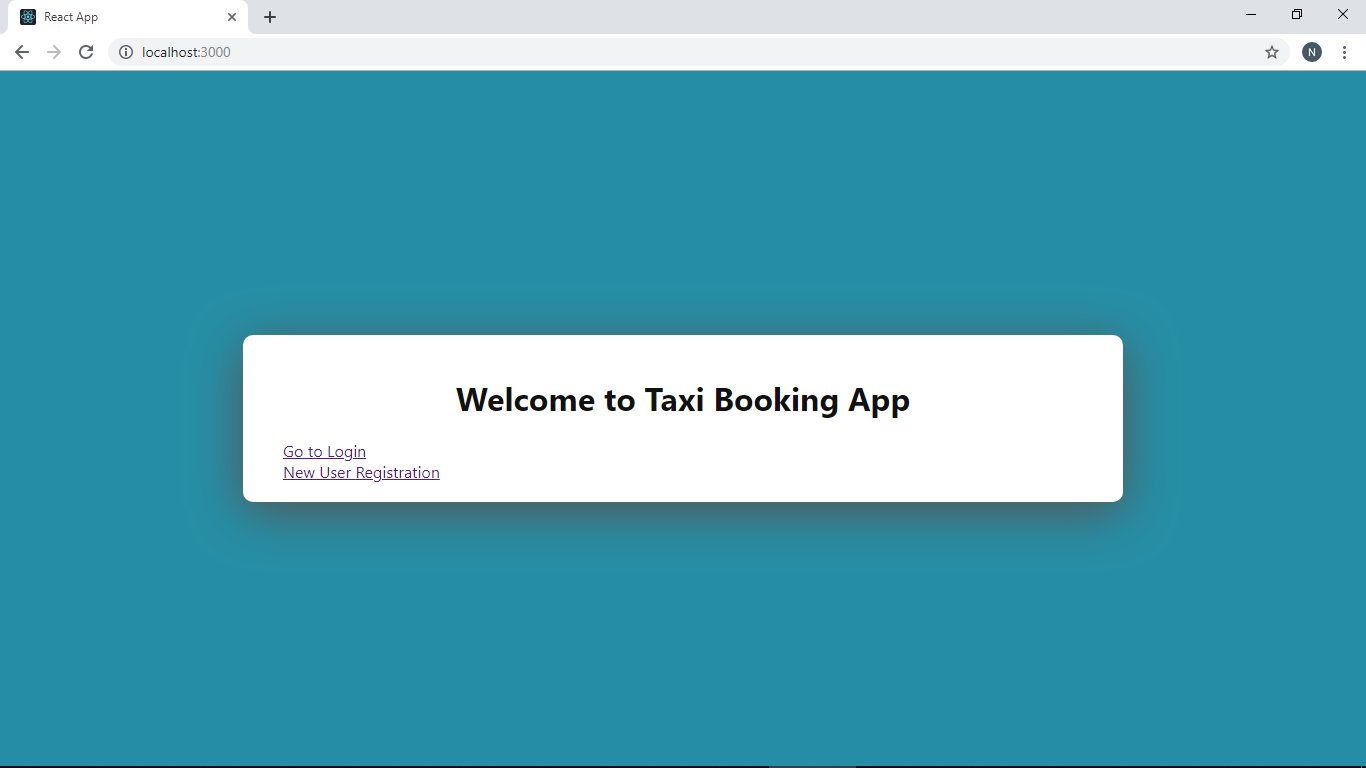 React App
localhost:3000
N
Welcome to Taxi Booking App
Go to Login
New User Registration